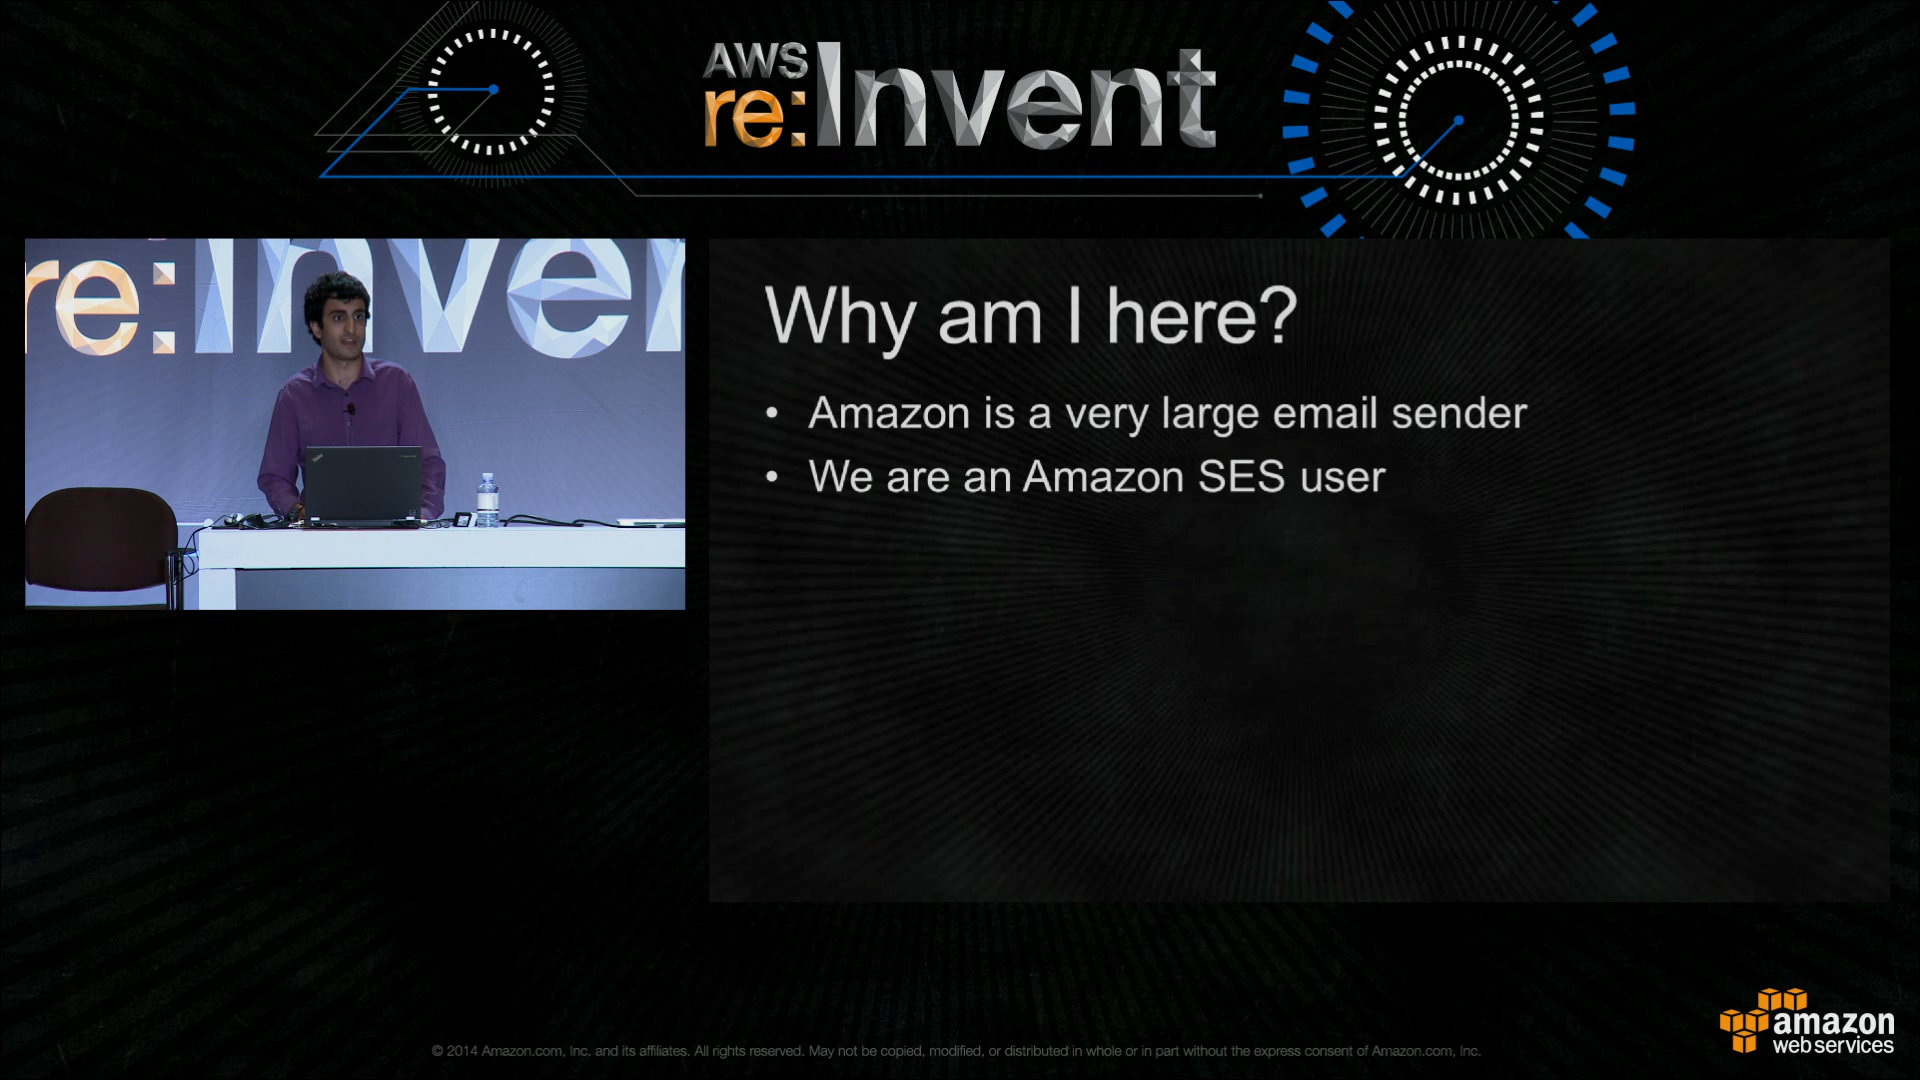 AWS
re:Invent
re:Inven
Why am I here?
• Amazon is a very large email sender
• We are an Amazon SES user
amazon
web services
© 2014 Amazon.com, Inc. and its affiliates. All rights reserved. May not be copied, modified, or distributed in whole or in part without the express consent of Amazon.com, Inc.